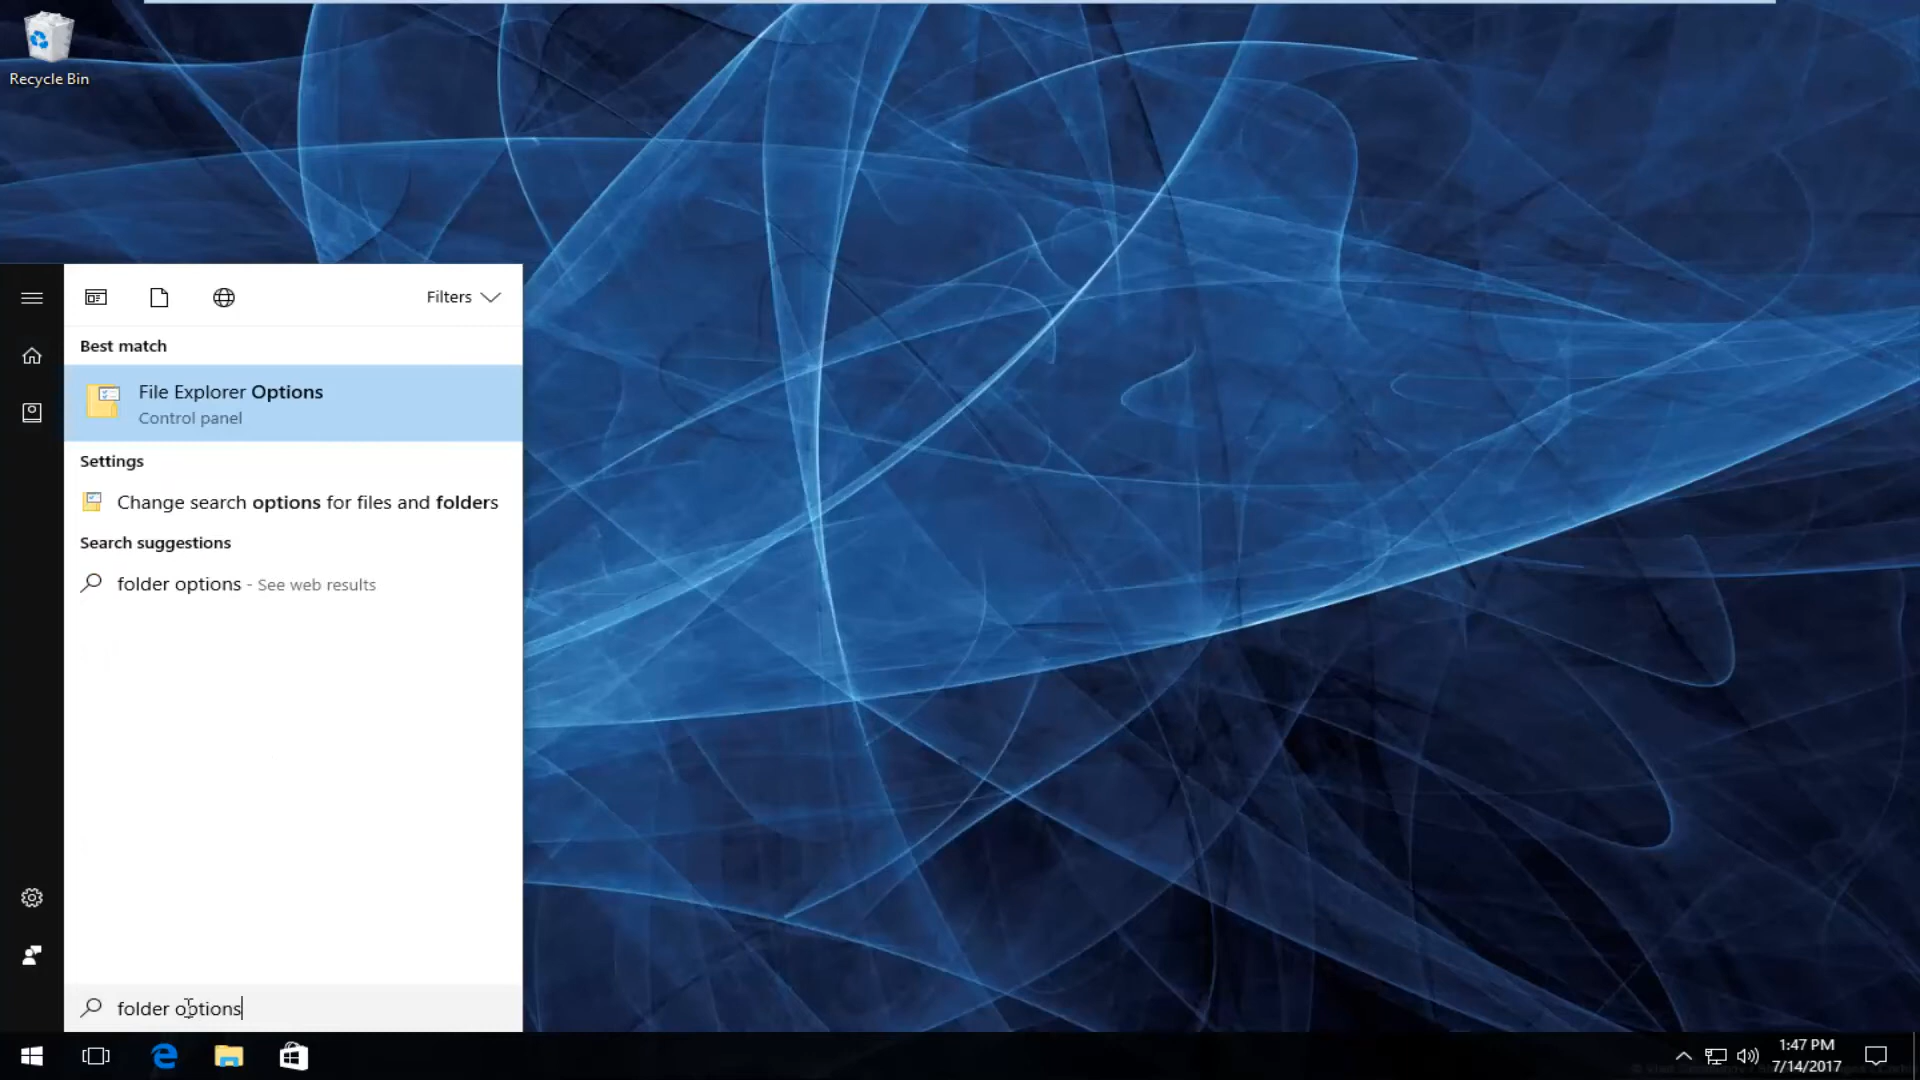 Recycle Bin
Filters
Best match
File Explorer Options
Control panel
Settings
Change search options for files and folders
Search suggestions
folder options - See web results
folder options
1:47 PM
7/14/2017